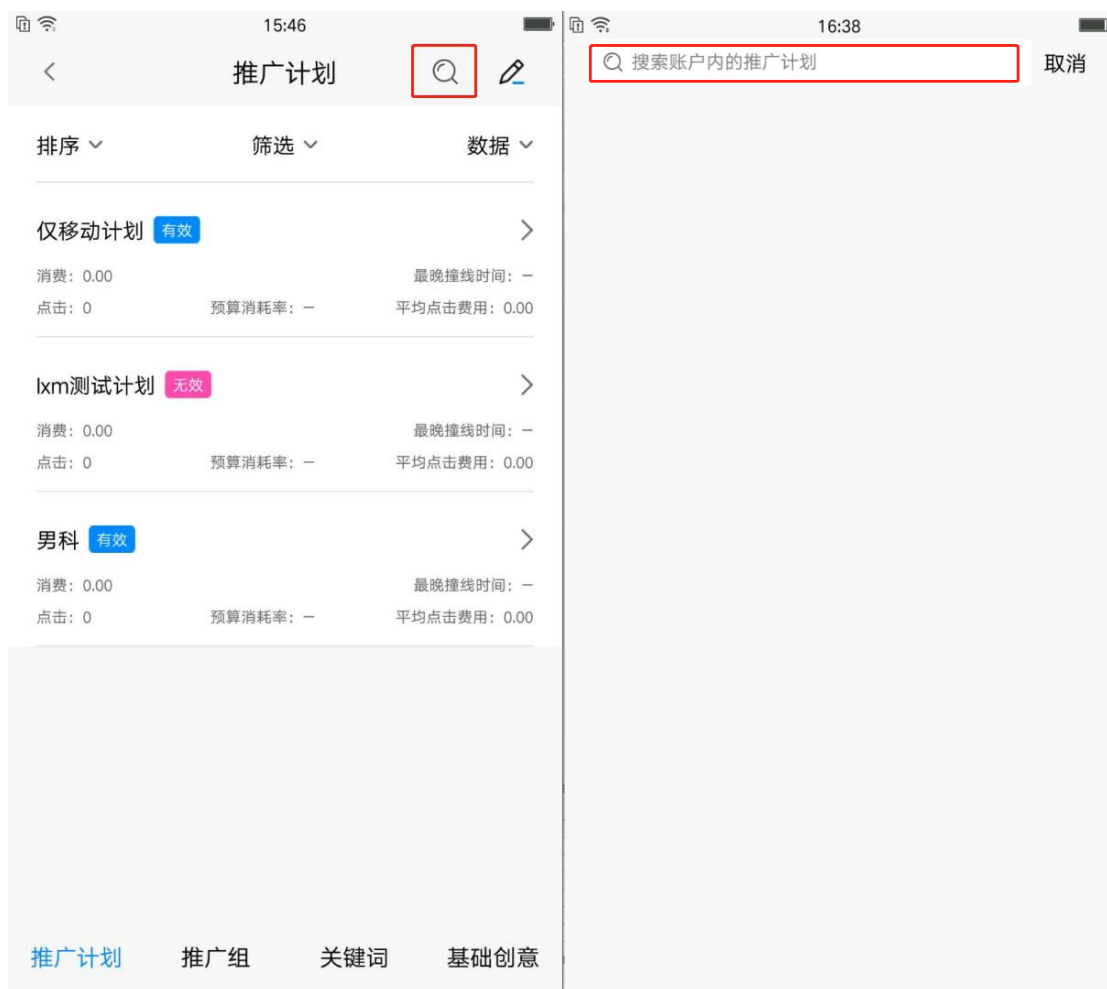 15:46
推广计划
排序
筛选
数据
仅移动计划 有效
消费：0.00 最晚撞线时间：—
点击：0 预算消耗率：— 平均点击费用：0.00
lxm测试计划 无效
消费：0.00 最晚撞线时间：—
点击：0 预算消耗率：— 平均点击费用：0.00
男科 有效
消费：0.00 最晚撞线时间：—
点击：0 预算消耗率：— 平均点击费用：0.00
推广计划 推广组 关键词 基础创意
16:38
搜索账户内的推广计划 取消